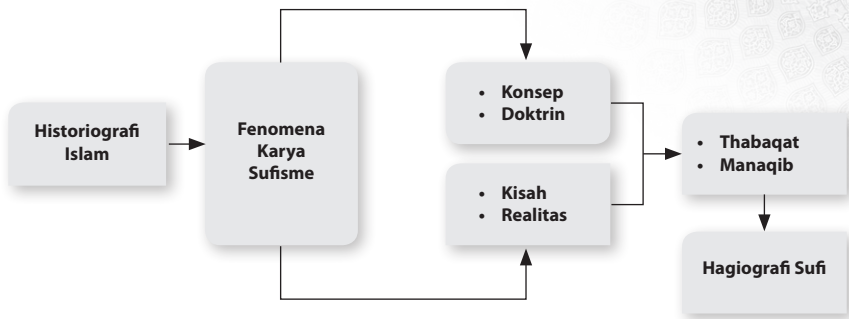 Historiografi
Islam
Fenomena
Karya
Sufisme
• Konsep
• Doktrin
• Kisah
• Realitas
• Thabaqat
• Manaqib
Hagiografi Sufi